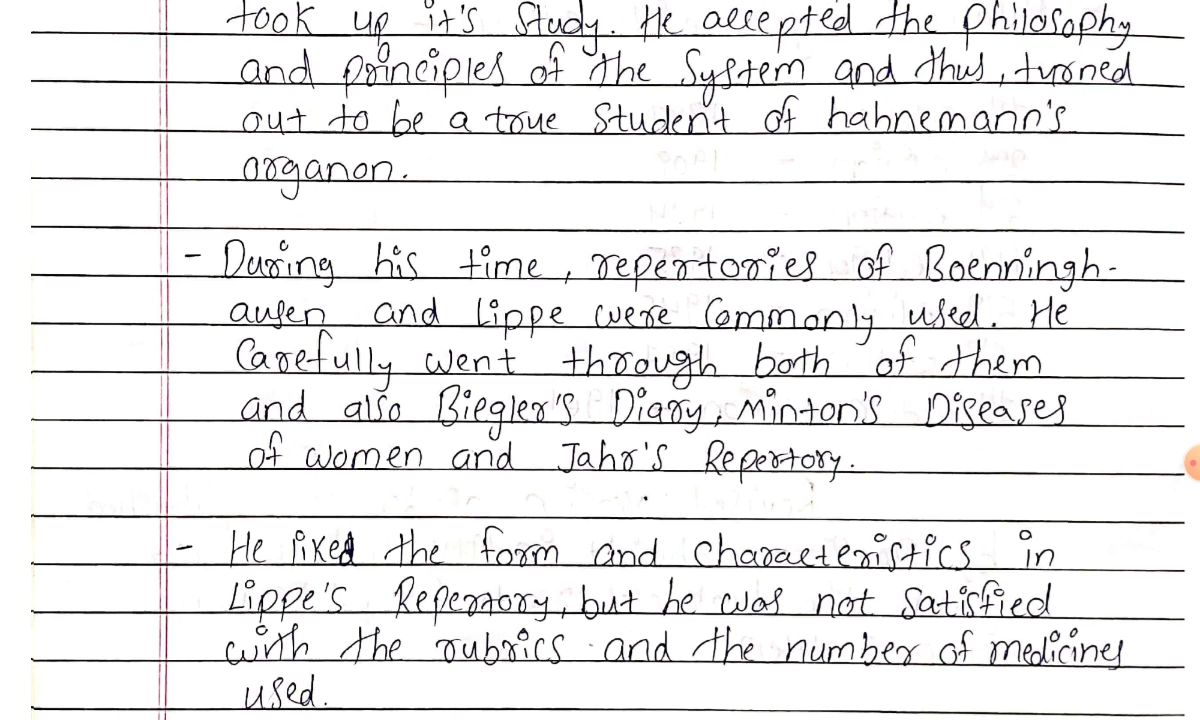 took up it's study. He accepted the philosophy
and principles of the System and thus, turned
out to be a true Student of hahnemann's
organon.
- During his time, repertories of Boenningh-
ausen and Lippe were Commonly used. He
Carefully went through both of them
and also Biegler's Diary, Minton's Diseases
of women and Jahr's Repertory.
- He liked the form and characteristics in
Lippe's Repertory, but he was not satisfied
with the rubrics and the number of medicines
used.